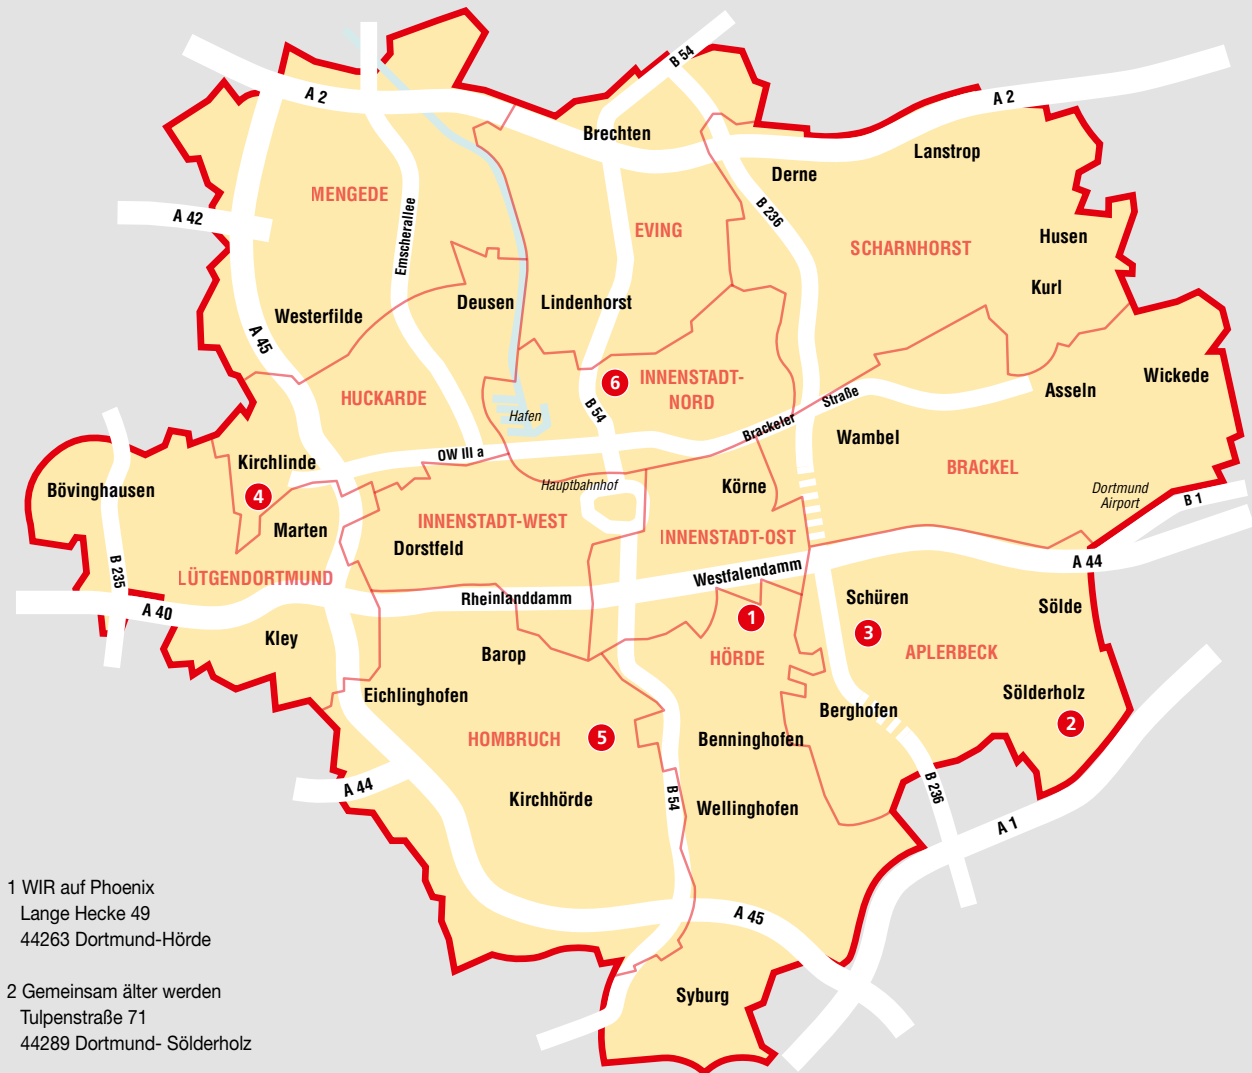 B 54
A 2
A 2
Brechten
Lanstrop
Derne
MENGEDE
A 42
B 236
EVING
Emscherallee
Husen
SCHARNHORST
Kurl
Deusen
Lindenhorst
Westerfilde
A 45
Wickede
6
INNENSTADT-
NORD
Asseln
HUCKARDE
Straße
Hafen
B 54
Brackeler
Wambel
OW III a
Kirchlinde
BRACKEL
Hauptbahnhof
Körne
Bövinghausen
4
Dortmund
Airport
B 1
INNENSTADT-WEST
Marten
INNENSTADT-OST
Dorstfeld
A 44
B 235
LÜTGENDORTMUND
Westfalendamm
Rheinlanddamm
Schüren
Sölde
A 40
1
3
Kley
Barop
HÖRDE
APLERBECK
Eichlinghofen
Sölderholz
Berghofen
2
HOMBRUCH
5
Benninghofen
A 44
B 236
Kirchhörde
B 54
Wellinghofen
A 1
1 WIR auf Phoenix
Lange Hecke 49
44263 Dortmund-Hörde
A 45
2 Gemeinsam älter werden
Tulpenstraße 71
44289 Dortmund- Sölderholz
Syburg